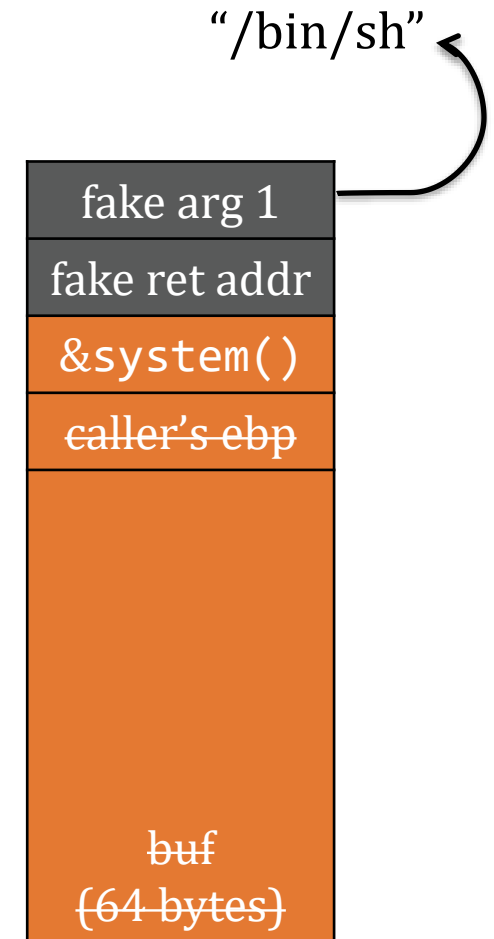 “/bin/sh”
fake arg 1
fake ret addr
&system()
caller’s ebp
buf
(64 bytes)